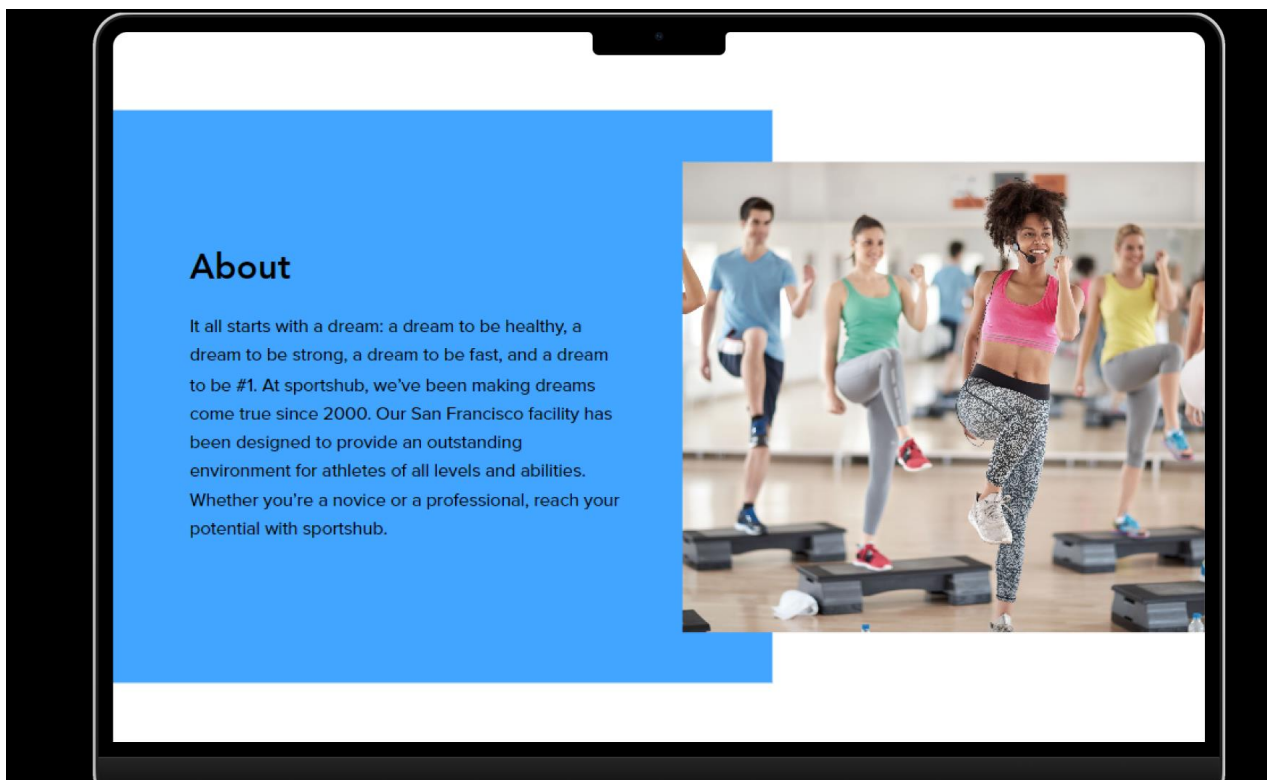 About
It all starts with a dream: a dream to be healthy, a
dream to be strong, a dream to be fast, and a dream
to be #1. At sportshub, we've been making dreams
come true since 2000. Our San Francisco facility has
been designed to provide an outstanding
environment for athletes of all levels and abilities.
Whether you're a novice or a professional, reach your
potential with sportshub.